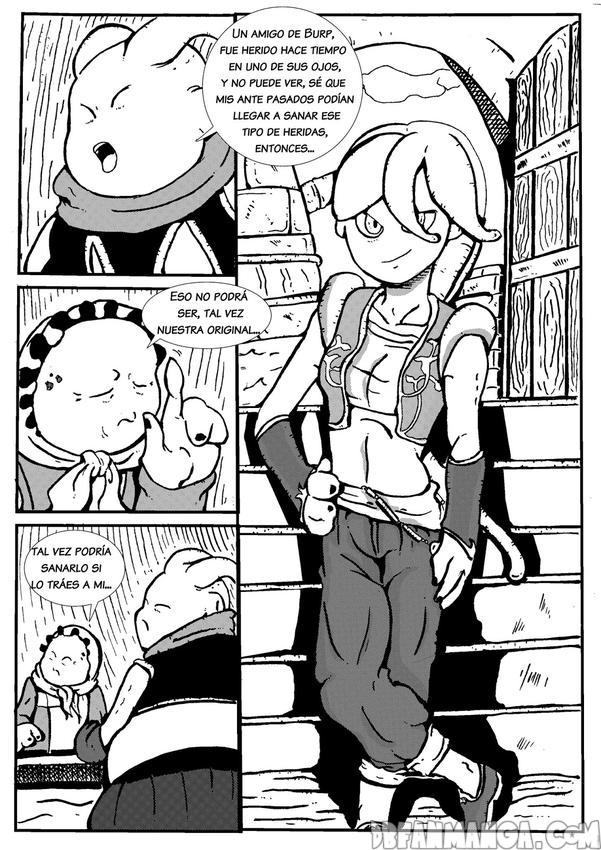 UN AMIGO DE BURP,
FUE HERIDO HACE TIEMPO
EN UNO DE SUS OJOS,
Y NO PUEDE VER, SÉ QUE
MIS ANTE PASADOS PODÍAN
LLEGAR A SANAR ESE
TIPO DE HERIDAS,
ENTONCES...
ESO NO PODRÁ
SER, TAL VEZ
NUESTRA ORIGINAL...
TAL VEZ PODRÍA
SANARLO SI
LO TRÁES A MI...
DBFANMANGA.COM